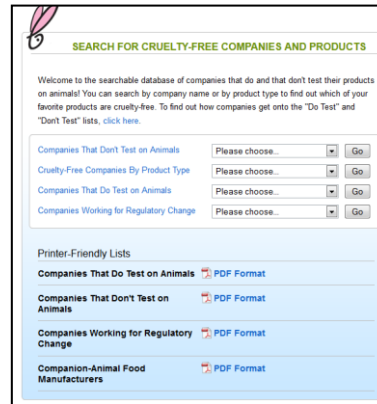 SEARCH FOR CRUELTY-FREE COMPANIES AND PRODUCTS
Welcome to the searchable database of companies that do and that don't test their products
on animals! You can search by company name or by product type to find out which of your
favorite products are cruelty-free. To find out how companies get onto the "Do Test" and
"Don't Test" lists, click here.
Companies That Don't Test on Animals Please choose... Go
Cruelty-Free Companies By Product Type Please choose... Go
Companies That Do Test on Animals Please choose... Go
Companies Working for Regulatory Change Please choose... Go
Printer-Friendly Lists
Companies That Do Test on Animals PDF Format
Companies That Don't Test on PDF Format
Animals
Companies Working for Regulatory PDF Format
Change
Companion-Animal Food PDF Format
Manufacturers